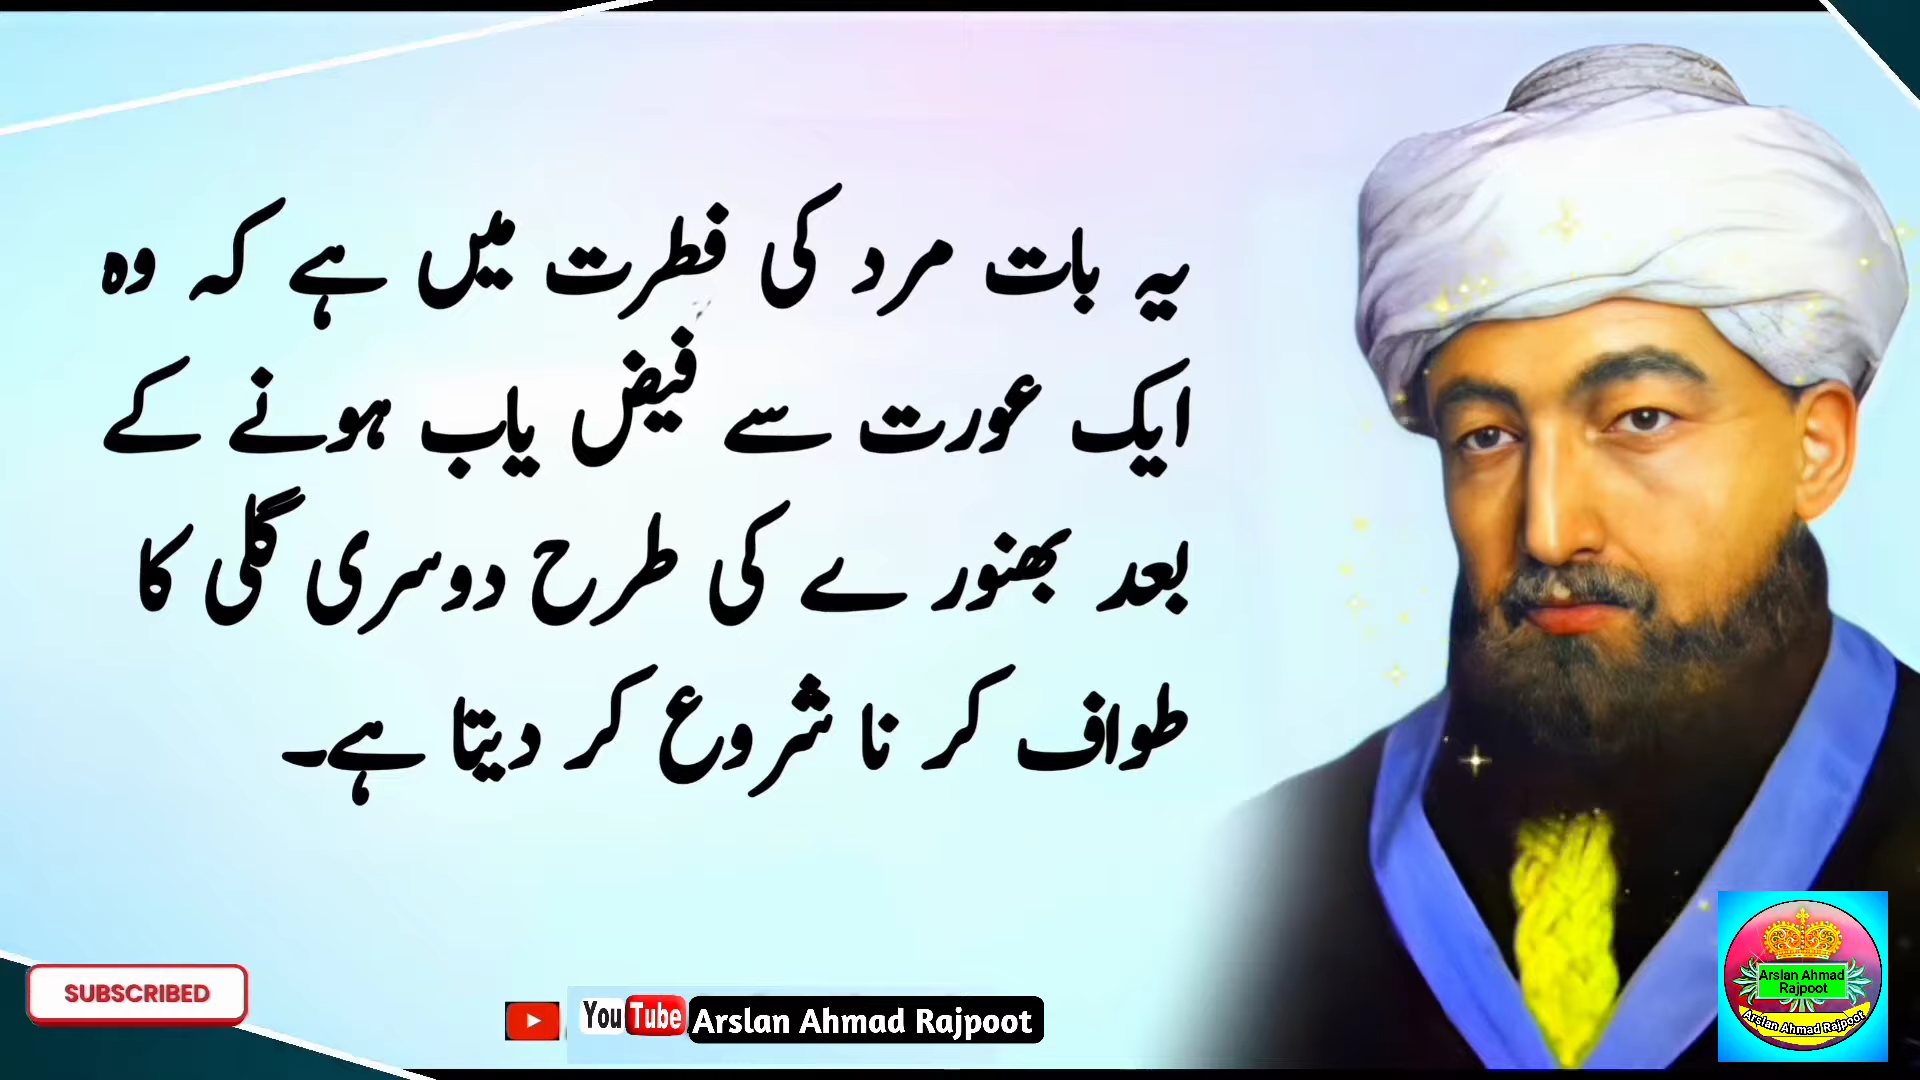 یہ بات مرد کی فطرت میں ہے کہ وہ
ایک عورت سے فیض یاب ہونے کے
بعد بھنورے کی طرح دوسری گلی کا
طواف کر نا شروع کر دیتا ہے۔
SUBSCRIBED
YouTube Arslan Ahmad Rajpoot
Arslan Ahmad
Rajpoot
Arslan Ahmad Rajpoot